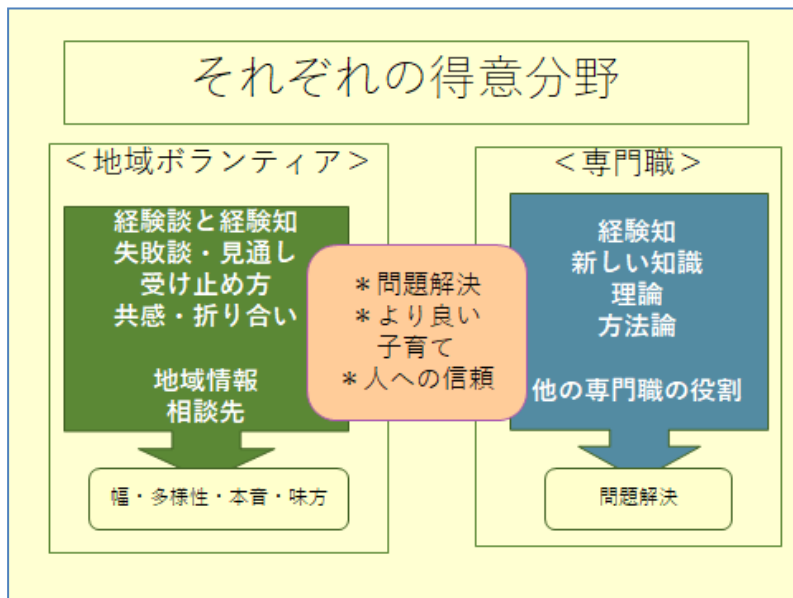 それぞれの得意分野
＜地域ボランティア＞
経験談と経験知
失敗談・見通し
受け止め方
共感・折り合い
地域情報
相談先
幅・多様性・本音・味方
＊問題解決
＊より良い
子育て
＊人への信頼
＜専門職＞
経験知
新しい知識
理論
方法論
他の専門職の役割
問題解決